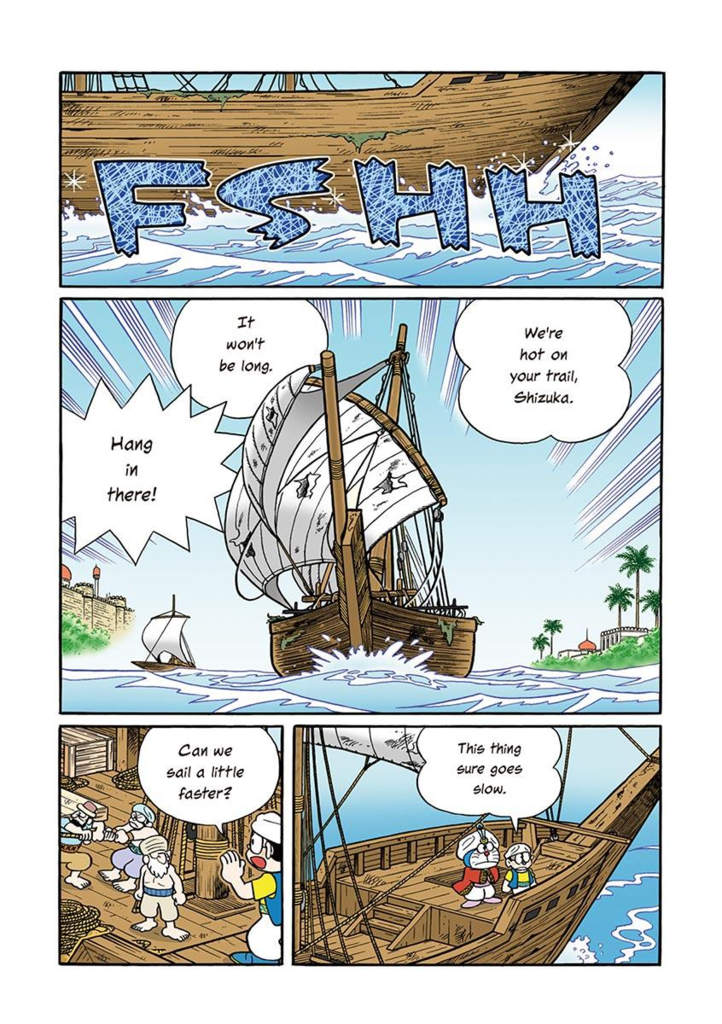 FSHH
We're
hot on
your trail,
Shizuka.
It
won't
be long.
Hang
in
there!
Can we
sail a little
faster?
This thing
sure goes
slow.